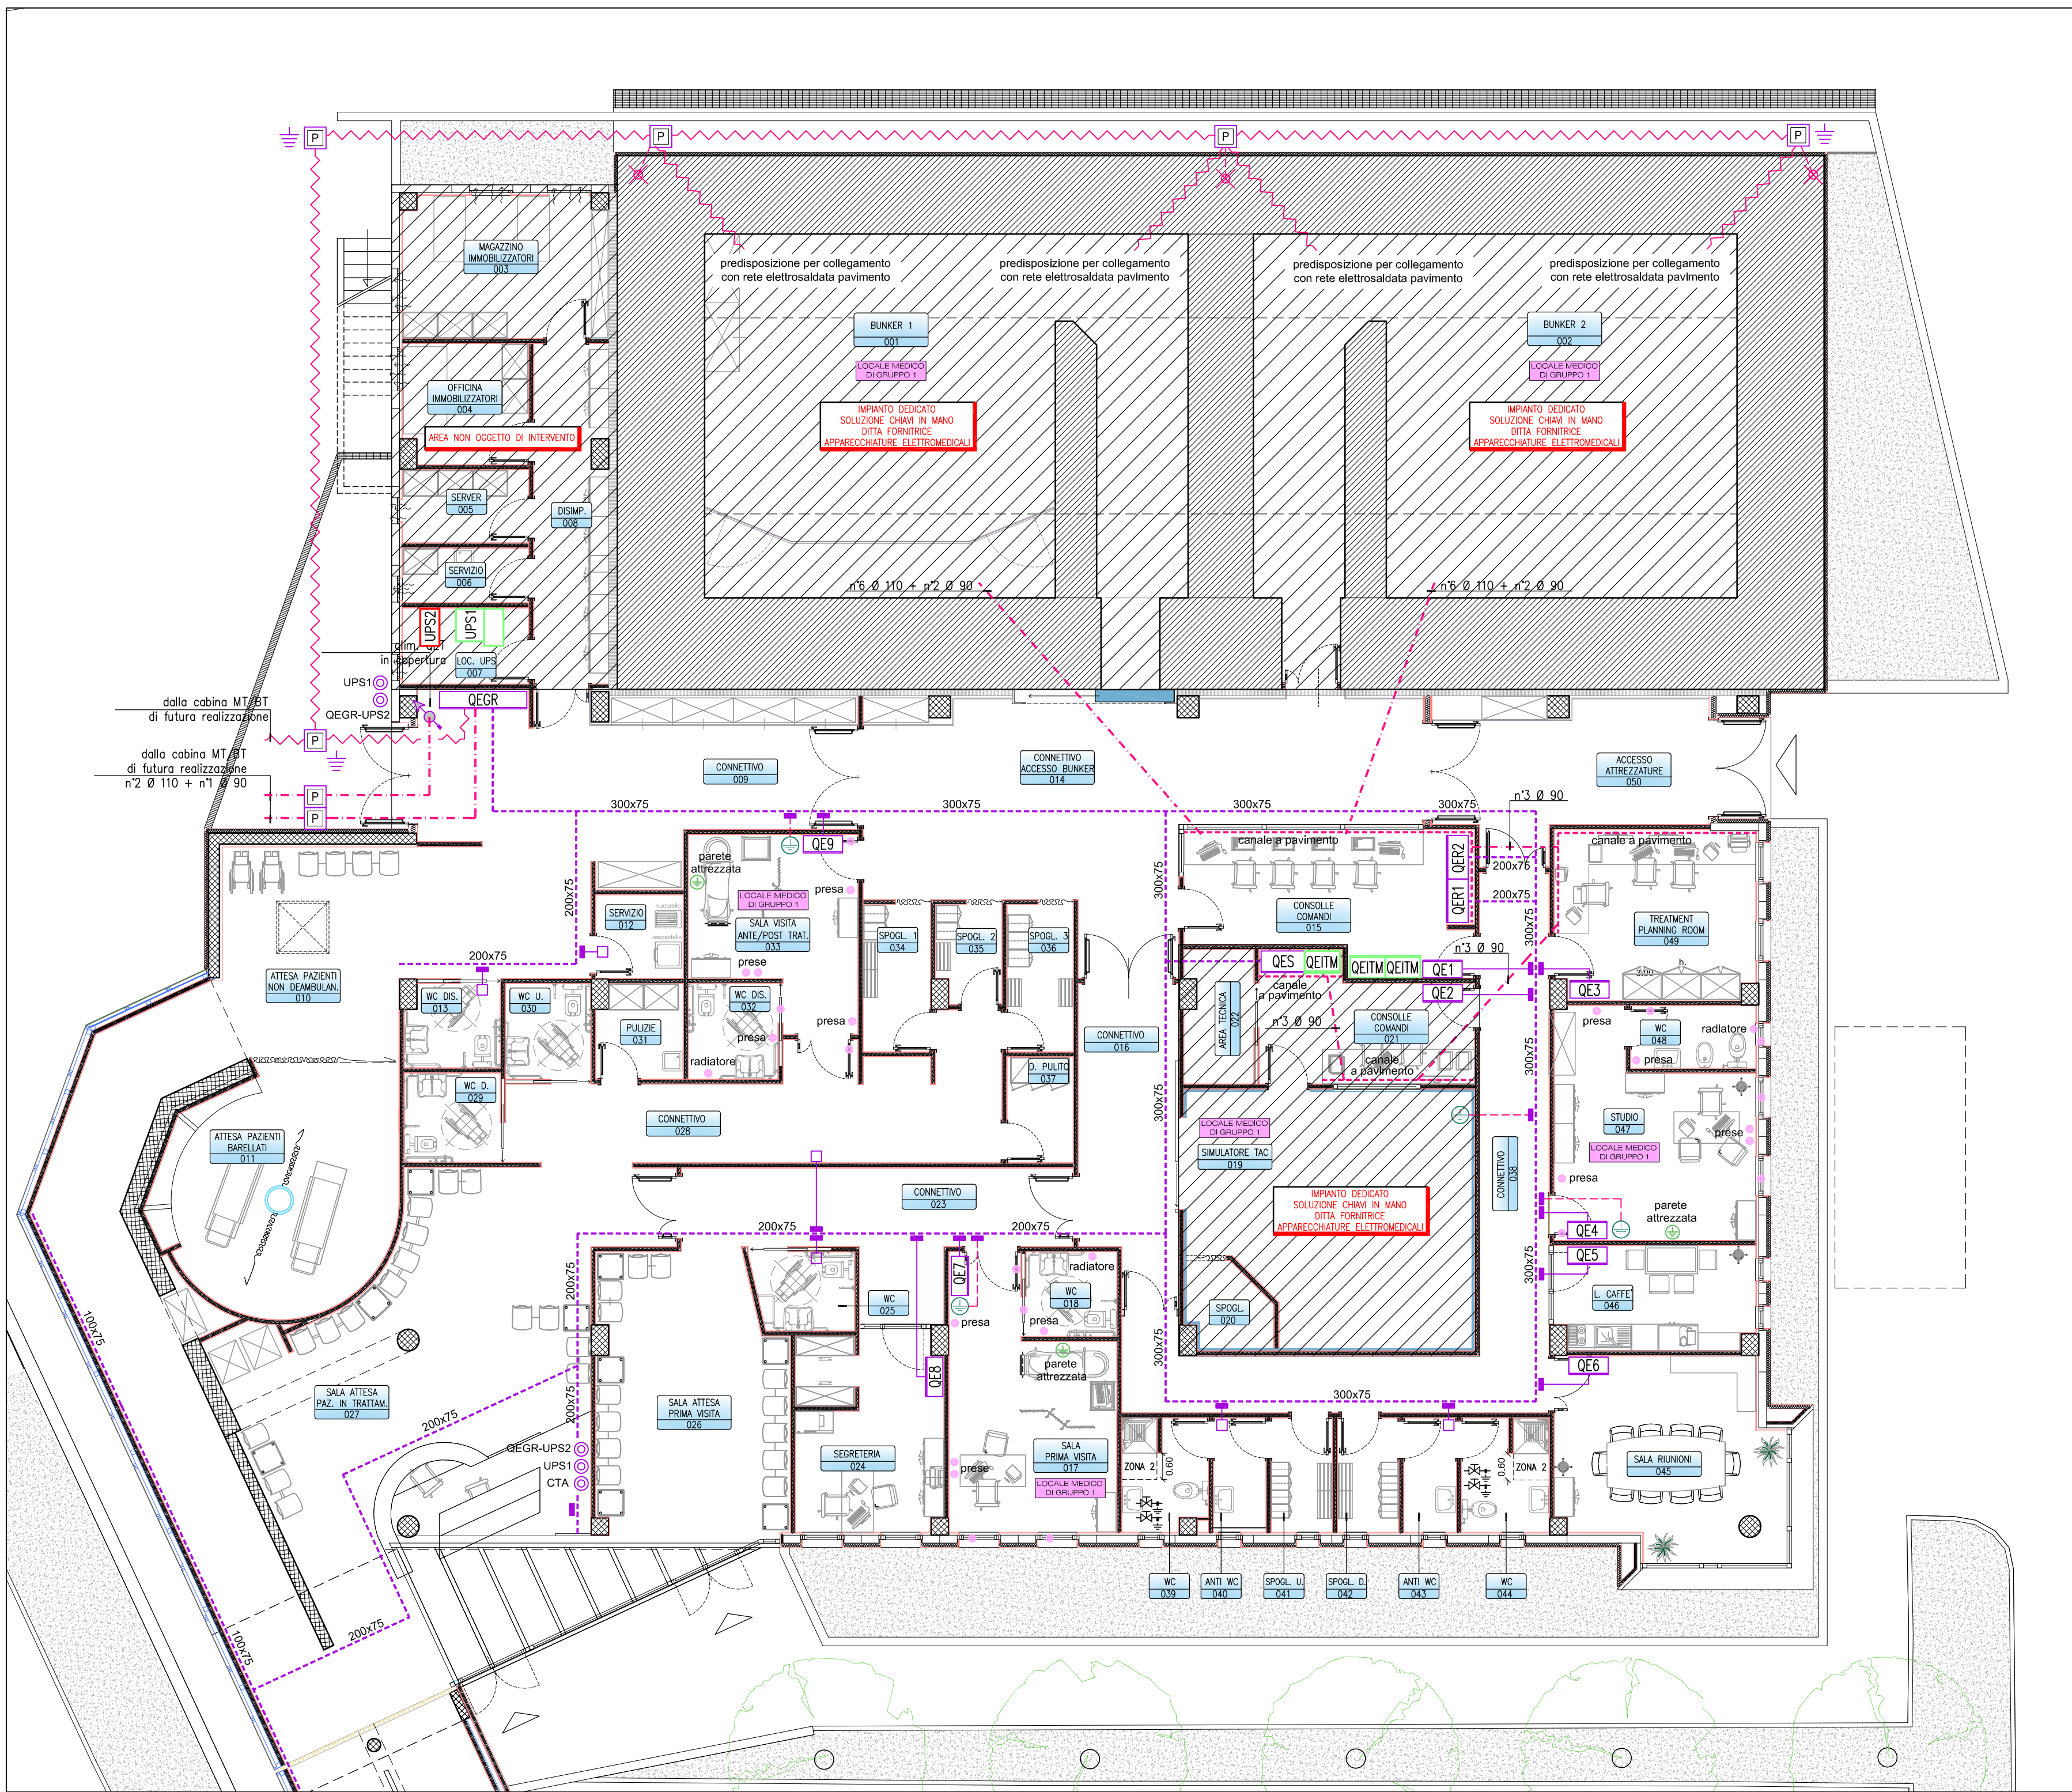 P
P
P
P
MAGAZZINO
IMMOBILIZZATORI
003
predisposizione per collegamento
con rete elettrosaldata pavimento
predisposizione per collegamento
con rete elettrosaldata pavimento
predisposizione per collegamento
con rete elettrosaldata pavimento
predisposizione per collegamento
con rete elettrosaldata pavimento
BUNKER 1
001
LOCALE MEDICO
DI GRUPPO 1
IMPIANTO DEDICATO
SOLUZIONE CHIAVI IN MANO
DITTA FORNITRICE
APPARECCHIATURE ELETTROMEDICALI
BUNKER 2
002
LOCALE MEDICO
DI GRUPPO 1
IMPIANTO DEDICATO
SOLUZIONE CHIAVI IN MANO
DITTA FORNITRICE
APPARECCHIATURE ELETTROMEDICALI
OFFICINA
IMMOBILIZZATORI
004
AREA NON OGGETTO DI INTERVENTO
SERVER
005
DISIMP.
008
SERVIZIO
006
n°6 Ø 110 + n°2 Ø 90
n°6 Ø 110 + n°2 Ø 90
UPS2
UPS1
in copertura
LOC. UPS
007
UPS1
QEGR-UPS2
QEGR
dalla cabina MT/BT
di futura realizzazione
P
dalla cabina MT/BT
di futura realizzazione
n°2 Ø 110 + n°1 Ø 90
P
P
CONNETTIVO
009
CONNETTIVO
ACCESSO BUNKER
014
ACCESSO
ATTREZZATURE
050
300x75
300x75
300x75
300x75
n°3 Ø 90
QE9
parete
attrezzata
LOCALE MEDICO
DI GRUPPO 1
presa
SALA VISITA
ANTE/POST TRAT.
033
prese
200x75
SERVIZIO
012
vuotatoio
lavapadelle
SPOGL. 1
034
SPOGL. 2
035
SPOGL. 3
036
300x75
canale a pavimento
CONSOLLE
COMANDI
015
QER2
QER1
200x75
200x75
300x75
canale a pavimento
TREATMENT
PLANNING ROOM
049
h.
2.00
n°3 Ø 90
ATTESA PAZIENTI
NON DEAMBULAN.
010
200x75
WC DIS.
013
WC U.
030
PULIZIE
031
WC DIS.
032
presa
presa
radiatore
QES
QEITM
QEITM
QEITM
QE1
QE2
QE3
canale
a pavimento
n°3 Ø 90
CONSOLLE
COMANDI
021
canale
a pavimento
AREA TECNICA
022
CONNETTIVO
016
presa
WC
048
radiatore
presa
D. PULITO
037
WC D.
029
CONNETTIVO
028
300x75
300x75
ATTESA PAZIENTI
BARELLATI
011
LOCALE MEDICO
DI GRUPPO 1
SIMULATORE TAC
019
IMPIANTO DEDICATO
SOLUZIONE CHIAVI IN MANO
DITTA FORNITRICE
APPARECCHIATURE ELETTROMEDICALI
CONNETTIVO
038
STUDIO
047
LOCALE MEDICO
DI GRUPPO 1
prese
presa
parete
attrezzata
QE4
QE5
CONNETTIVO
023
200x75
200x75
200x75
300x75
300x75
100x75
QE7
radiatore
WC
018
presa
presa
WC
025
SPOGL.
020
L. CAFFE'
046
QE6
parete
attrezzata
QE8
300x75
SALA ATTESA
PAZ. IN TRATTAM.
027
200x75
200x75
SALA ATTESA
PRIMA VISITA
026
QEGR-UPS2
UPS1
CTA
SEGRETERIA
024
SALA
PRIMA VISITA
017
prese
LOCALE MEDICO
DI GRUPPO 1
ZONA 2
0.60
0.60
ZONA 2
SALA RIUNIONI
045
WC
039
ANTI WC
040
SPOGL. U.
041
SPOGL. D.
042
ANTI WC
043
WC
044
100x75
200x75